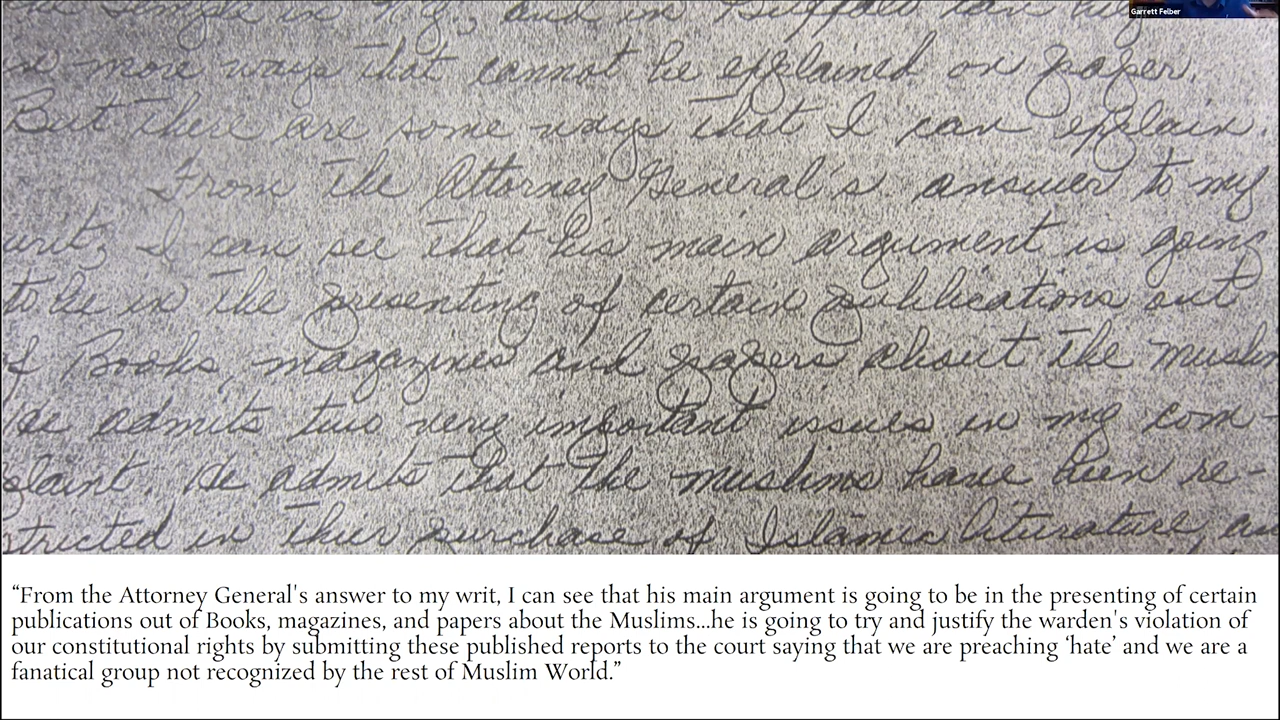 Garrett Felber
and in Buffalo
more ways that cannot be explained on paper.
But there are some ways that I can explain.
From the Attorney General's answer to my
writ, I can see that his main argument is going
to be in the presenting of certain publications out
Books, magazines and papers about the muslim
He admits two very important issues in my com-
plaint. He admits that the muslims have been re-
stricted in thier purchase of Islamic literature,
“From the Attorney General's answer to my writ, I can see that his main argument is going to be in the presenting of certain
publications out of Books, magazines, and papers about the Muslims...he is going to try and justify the warden's violation of
our constitutional rights by submitting these published reports to the court saying that we are preaching ‘hate’ and we are a
fanatical group not recognized by the rest of Muslim World.”